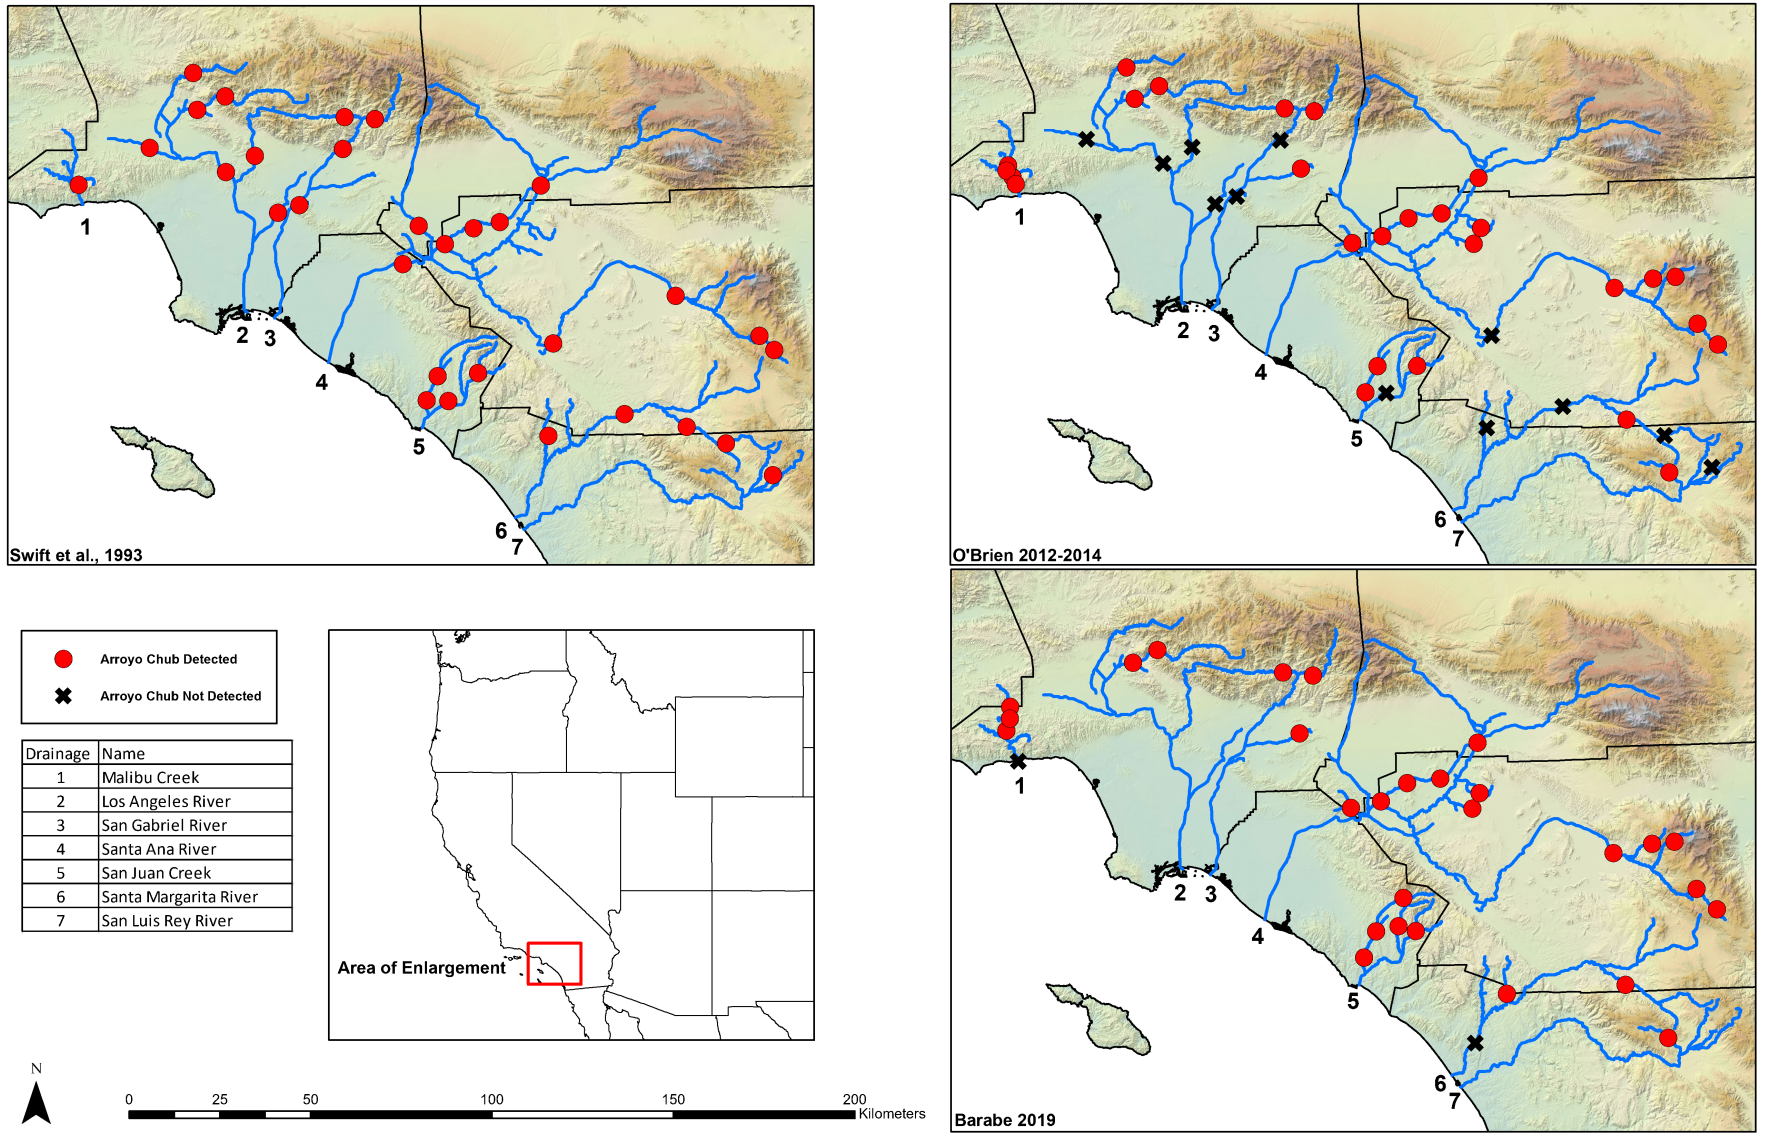 1
2
3
4
5
6
7
Swift et al., 1993
1
2
3
4
5
6
7
O'Brien 2012-2014
Arroyo Chub Detected
Arroyo Chub Not Detected
Drainage Name
1 Malibu Creek
2 Los Angeles River
3 San Gabriel River
4 Santa Ana River
5 San Juan Creek
6 Santa Margarita River
7 San Luis Rey River
Area of Enlargement
1
2
3
4
5
6
7
Barabe 2019
N
0 25 50 100 150 200
Kilometers